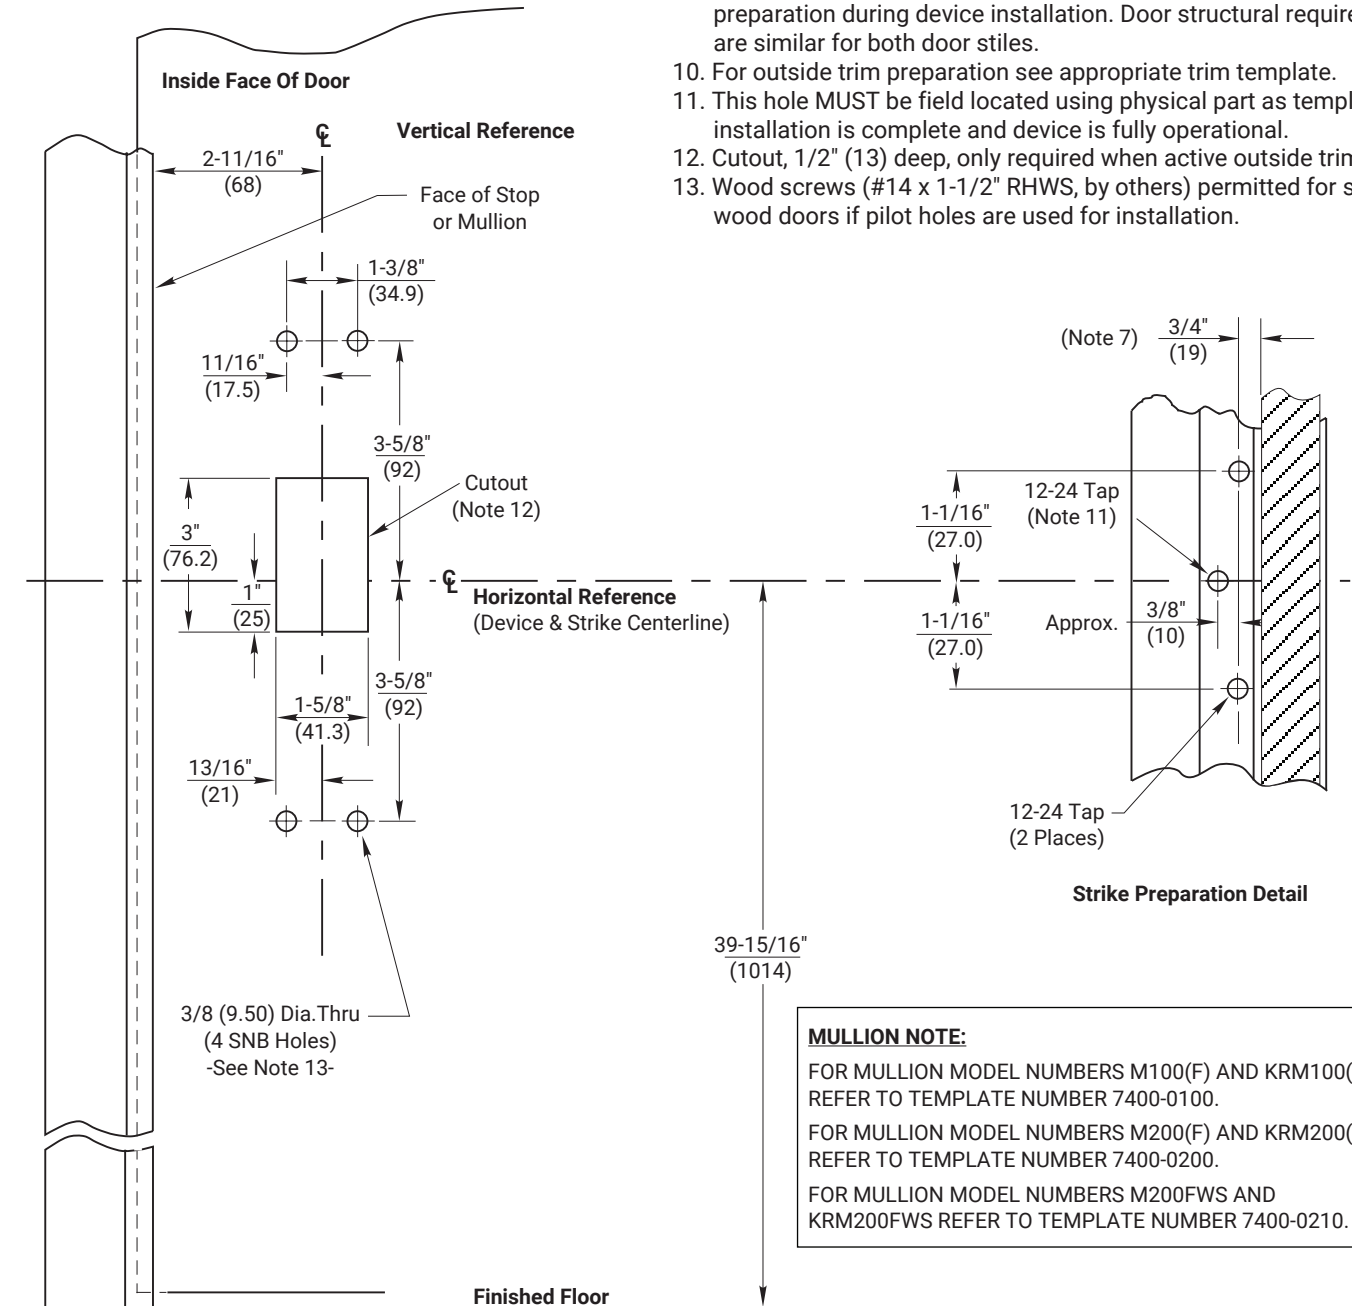 preparation during device installation. Door structural require
are similar for both door stiles.
10. For outside trim preparation see appropriate trim template.
11. This hole MUST be field located using physical part as templ
installation is complete and device is fully operational.
12. Cutout, 1/2" (13) deep, only required when active outside trim
13. Wood screws (#14 x 1-1/2" RHWS, by others) permitted for s
wood doors if pilot holes are used for installation.
Inside Face Of Door
℄
Vertical Reference
2-11/16"
(68)
Face of Stop
or Mullion
1-3/8"
(34.9)
11/16"
(17.5)
3-5/8"
(92)
Cutout
(Note 12)
3"
(76.2)
1"
(25)
℄
Horizontal Reference
(Device & Strike Centerline)
3-5/8"
(92)
1-5/8"
(41.3)
13/16"
(21)
3/8 (9.50) Dia.Thru
(4 SNB Holes)
-See Note 13-
39-15/16"
(1014)
Finished Floor
(Note 7)
3/4"
(19)
12-24 Tap
(Note 11)
1-1/16"
(27.0)
1-1/16"
(27.0)
Approx.
3/8"
(10)
12-24 Tap
(2 Places)
Strike Preparation Detail
MULLION NOTE:
FOR MULLION MODEL NUMBERS M100(F) AND KRM100(
REFER TO TEMPLATE NUMBER 7400-0100.
FOR MULLION MODEL NUMBERS M200(F) AND KRM200(
REFER TO TEMPLATE NUMBER 7400-0200.
FOR MULLION MODEL NUMBERS M200FWS AND
KRM200FWS REFER TO TEMPLATE NUMBER 7400-0210.